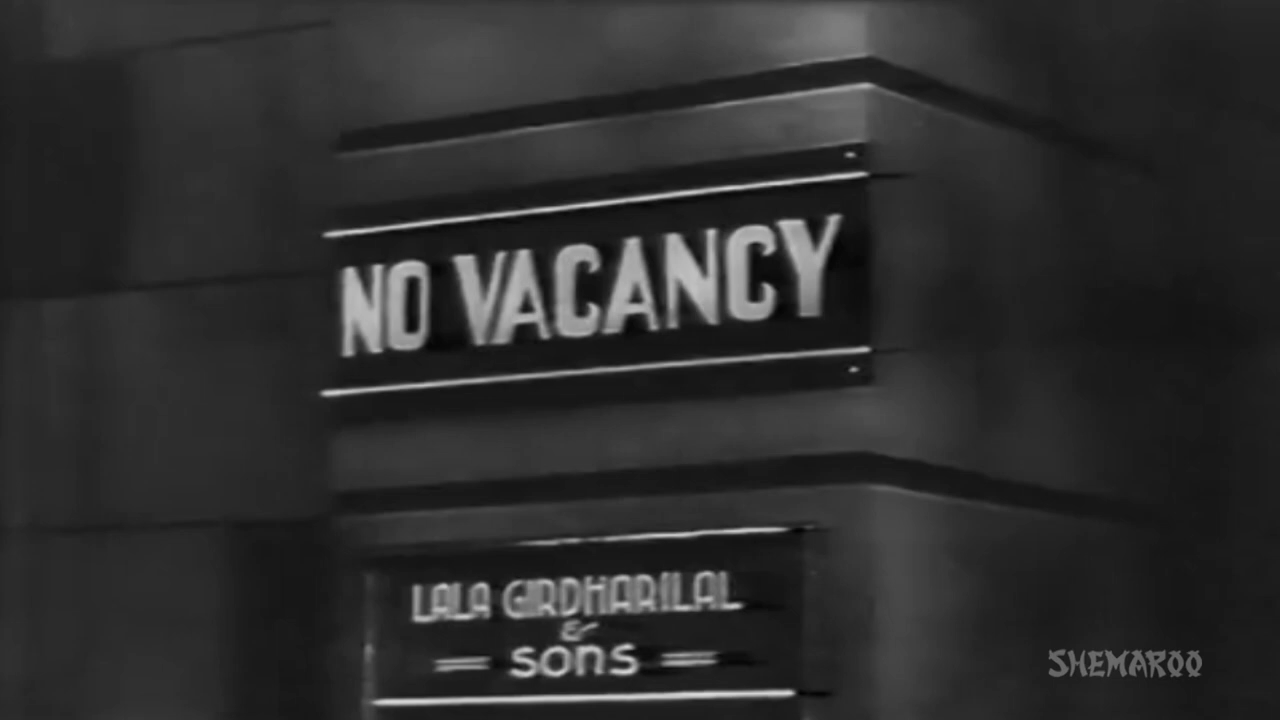 NO VACANCY
LALA GIRDHARILAL
&
SONS
SHEMAROO